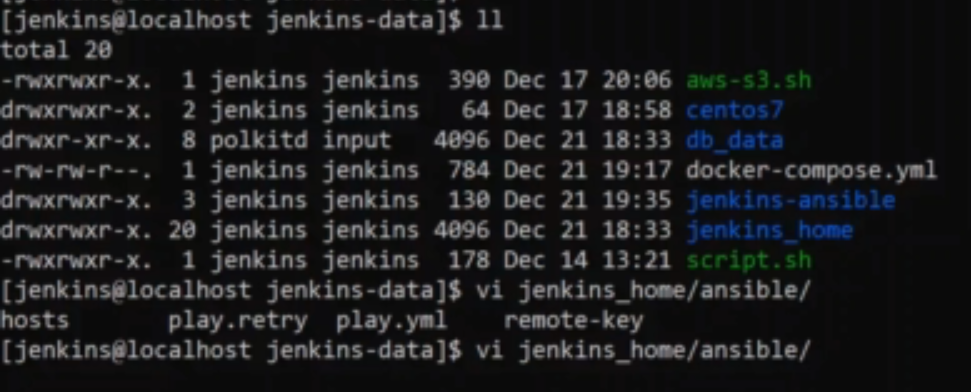 [jenkins@localhost jenkins-data]$ ll
total 20
-rwxrwxr-x.  1 jenkins jenkins  390 Dec 17 20:06 aws-s3.sh
drwxrwxr-x.  2 jenkins jenkins   64 Dec 17 18:58 centos7
drwxr-xr-x.  8 polkitd input   4096 Dec 21 18:33 db_data
-rw-rw-r--.  1 jenkins jenkins  784 Dec 21 19:17 docker-compose.yml
drwxrwxr-x.  3 jenkins jenkins  130 Dec 21 19:35 jenkins-ansible
drwxrwxr-x. 20 jenkins jenkins 4096 Dec 21 18:33 jenkins_home
-rwxrwxr-x.  1 jenkins jenkins  178 Dec 14 13:21 script.sh
[jenkins@localhost jenkins-data]$ vi jenkins_home/ansible/
hosts       play.retry  play.yml    remote-key
[jenkins@localhost jenkins-data]$ vi jenkins_home/ansible/